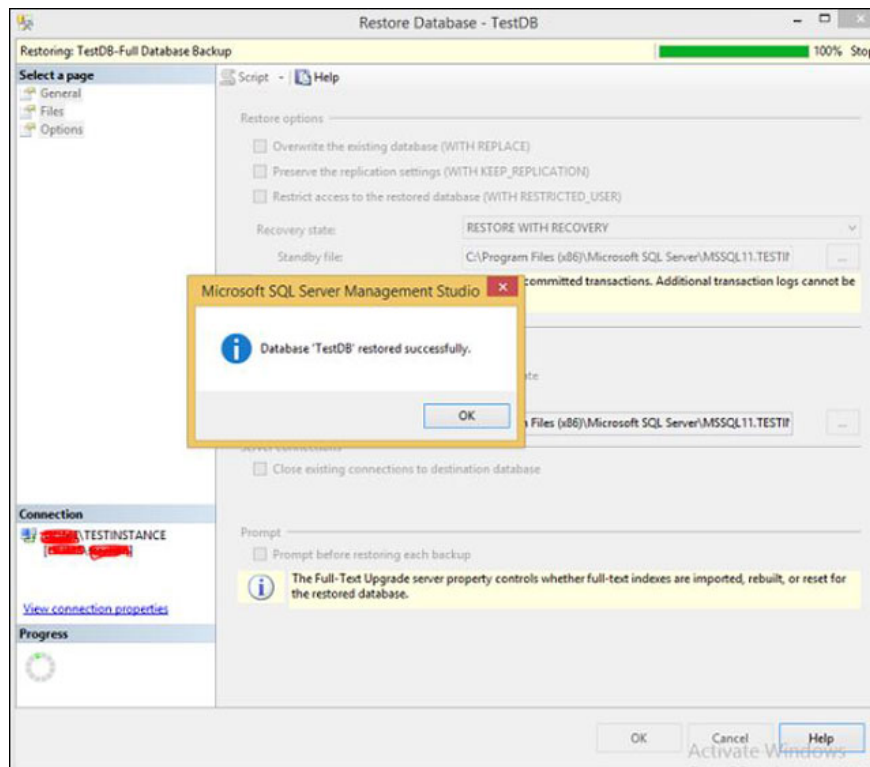 Restore Database - TestDB
Restoring: TestDB-Full Database Backup
100% Stop
Select a page
General
Files
Options
Script
Help
Restore options
Overwrite the existing database (WITH REPLACE)
Preserve the replication settings (WITH KEEP_REPLICATION)
Restrict access to the restored database (WITH RESTRICTED_USER)
Recovery state: RESTORE WITH RECOVERY
Standby file: C:\Program Files (x86)\Microsoft SQL Server\MSSQL11.TESTIN
...
committed transactions. Additional transaction logs cannot be
Microsoft SQL Server Management Studio
Database 'TestDB' restored successfully.
OK
Files (x86)\Microsoft SQL Server\MSSQL11.TESTIN
...
Server connections
Close existing connections to destination database
Connection
\TESTINSTANCE
View connection properties
Prompt
Prompt before restoring each backup
The Full-Text Upgrade server property controls whether full-text indexes are imported, rebuilt, or reset for
the restored database.
Progress
OK
Cancel
Help
Activate Windows